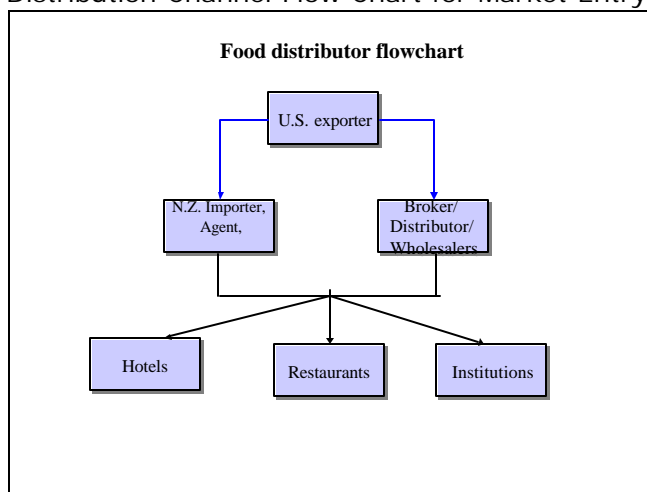 Distribution Channel Flow Chart for Market Entry
Food distributor flowchart
U.S. exporter
N.Z. Importer,
Agent,
Broker/
Distributor/
Wholesalers
Hotels
Restaurants
Institutions